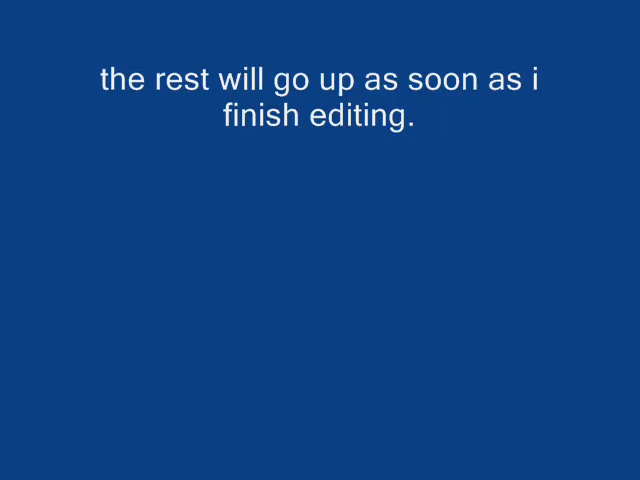 the rest will go up as soon as i
finish editing.